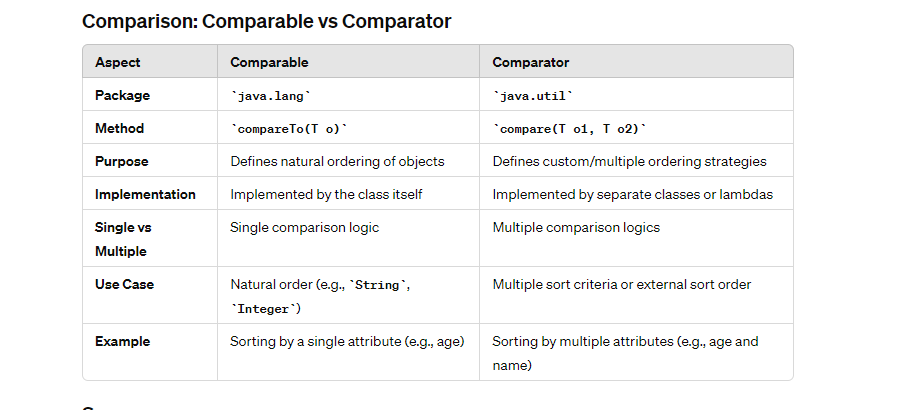 Comparison: Comparable vs Comparator
Aspect Comparable Comparator
Package `java.lang` `java.util`
Method `compareTo(T o)` `compare(T o1, T o2)`
Purpose Defines natural ordering of objects Defines custom/multiple ordering strategies
Implementation Implemented by the class itself Implemented by separate classes or lambdas
Single vs Single comparison logic Multiple comparison logics
Multiple
Use Case Natural order (e.g., `String`, Multiple sort criteria or external sort order
`Integer`)
Example Sorting by a single attribute (e.g., age) Sorting by multiple attributes (e.g., age and
name)